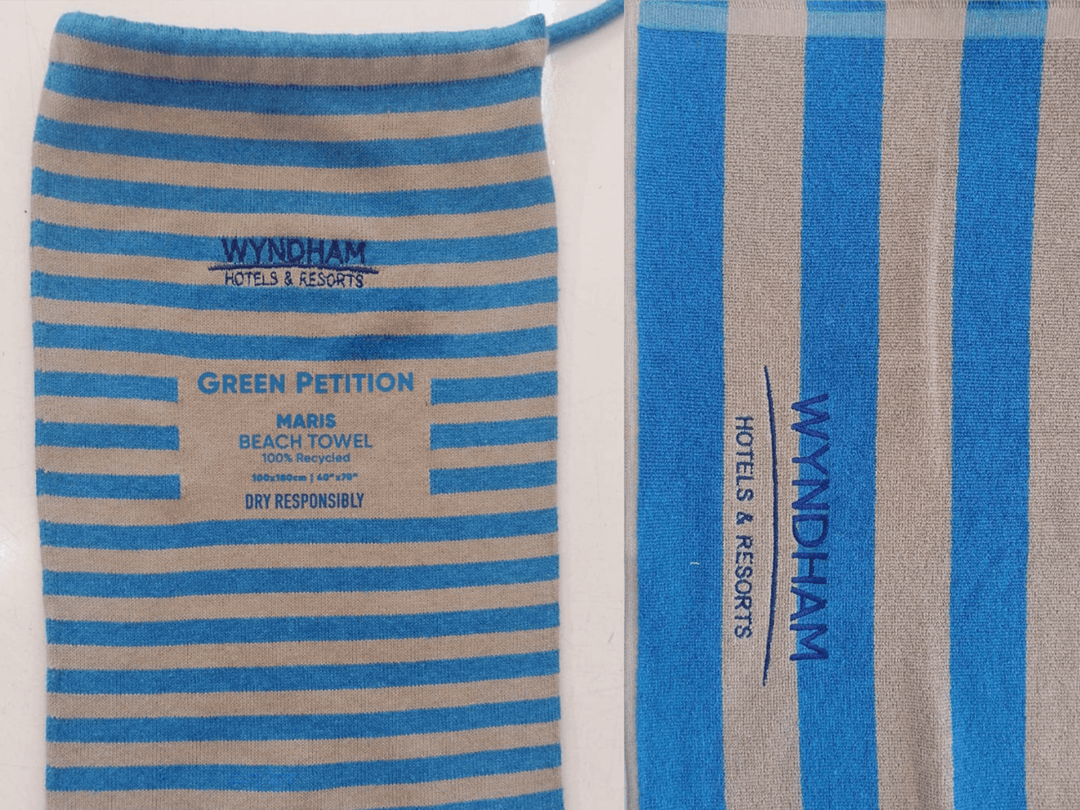 WYNDHAM
HOTELS & RESORTS
GREEN PETITION
MARIS
BEACH TOWEL
100% Recycled
100x180cm | 40"x70"
DRY RESPONSIBLY
WYNDHAM
HOTELS & RESORTS